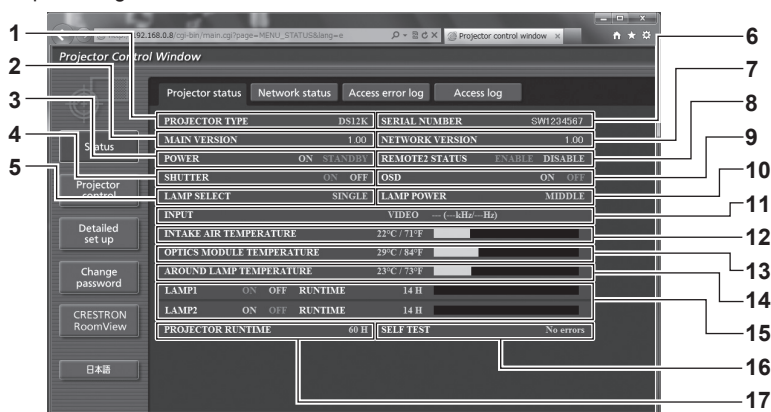 192.168.0.8/cgi-bin/main.cgi?page=MENU_STATUS&lang=e
Projector control window
Projector Control Window
Projector status Network status Access error log Access log
PROJECTOR TYPE DS12K SERIAL NUMBER SW1234567
MAIN VERSION 1.00 NETWORK VERSION 1.00
POWER ON STANDBY REMOTE2 STATUS ENABLE DISABLE
SHUTTER ON OFF OSD ON OFF
LAMP SELECT SINGLE LAMP POWER MIDDLE
INPUT VIDEO --- (---kHz/---Hz)
INTAKE AIR TEMPERATURE 22°C / 71°F
OPTICS MODULE TEMPERATURE 29°C / 84°F
AROUND LAMP TEMPERATURE 23°C / 73°F
LAMP1 ON OFF RUNTIME 14 H
LAMP2 ON OFF RUNTIME 14 H
PROJECTOR RUNTIME 60 H SELF TEST No errors
Status
Projector
control
Detailed
set up
Change
password
CRESTRON
RoomView
日本語
1
2
3
4
5
6
7
8
9
10
11
12
13
14
15
16
17